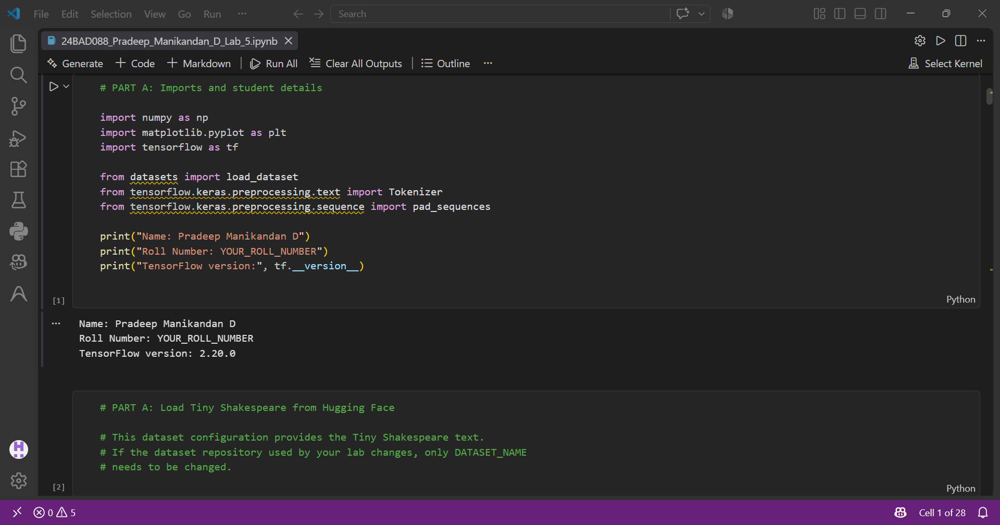 File Edit Selection View Go Run ··· Search
24BAD088_Pradeep_Manikandan_D_Lab_5.ipynb
Generate + Code + Markdown Run All Clear All Outputs Outline ··· Select Kernel
# PART A: Imports and student details
import numpy as np
import matplotlib.pyplot as plt
import tensorflow as tf
from datasets import load_dataset
from tensorflow.keras.preprocessing.text import Tokenizer
from tensorflow.keras.preprocessing.sequence import pad_sequences
print("Name: Pradeep Manikandan D")
print("Roll Number: YOUR_ROLL_NUMBER")
print("TensorFlow version:", tf.__version__)
[1] Python
Name: Pradeep Manikandan D
Roll Number: YOUR_ROLL_NUMBER
TensorFlow version: 2.20.0
# PART A: Load Tiny Shakespeare from Hugging Face
# This dataset configuration provides the Tiny Shakespeare text.
# If the dataset repository used by your lab changes, only DATASET_NAME
# needs to be changed.
[2] Python
0 5 Cell 1 of 28